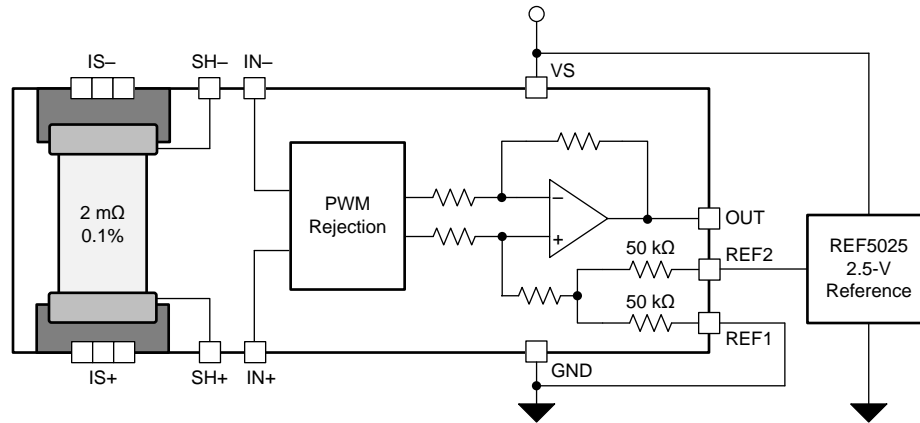 IS–
SH–
IN–
VS
2 mΩ
0.1%
PWM
Rejection
–
+
OUT
REF2
50 kΩ
50 kΩ
REF1
REF5025
2.5-V
Reference
GND
IS+
SH+
IN+